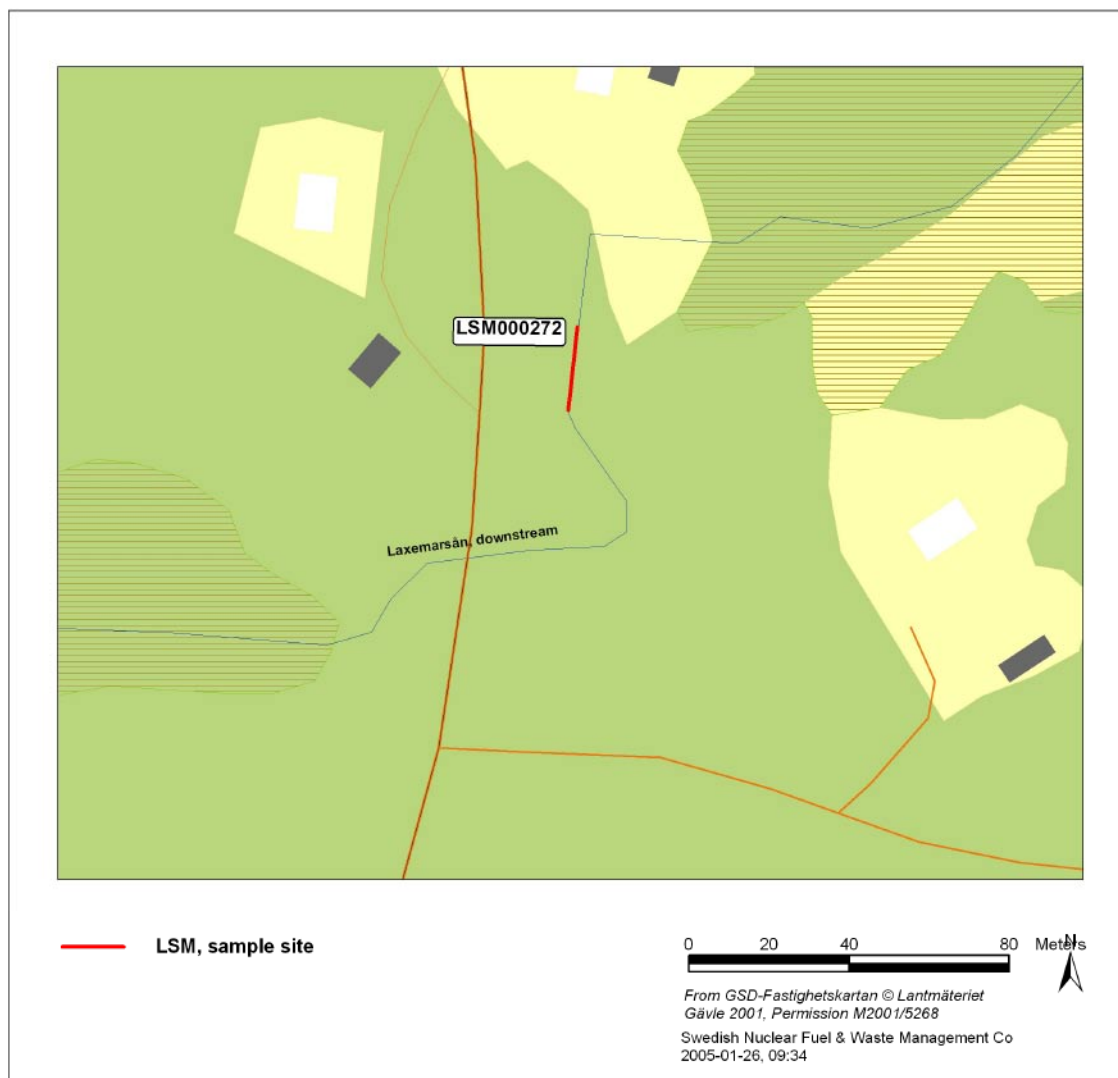 LSM000272
Laxemarsån, downstream
LSM, sample site
0 20 40 80 Meters
N
From GSD-Fastighetskartan © Lantmäteriet
Gävle 2001, Permission M2001/5268
Swedish Nuclear Fuel & Waste Management Co
2005-01-26, 09:34